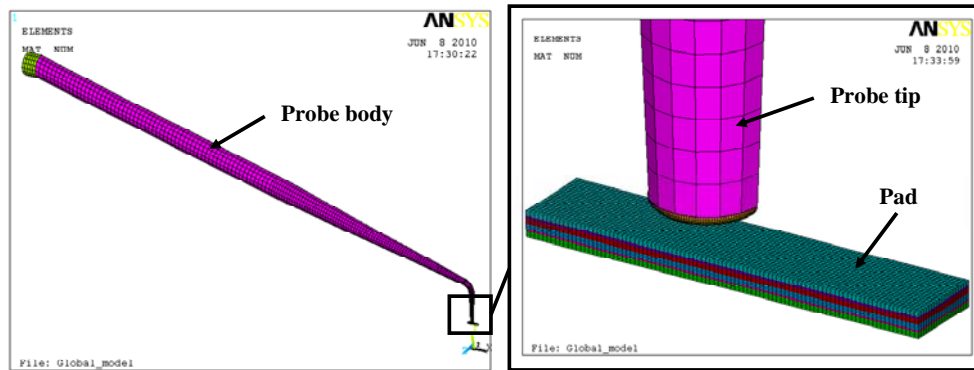 1
ANSYS
ELEMENTS
MAT NUM
JUN 8 2010
17:30:22
Probe body
X
File: Global_model
ANSYS
ELEMENTS
MAT NUM
JUN 8 2010
17:33:59
Probe tip
Pad
File: Global_model